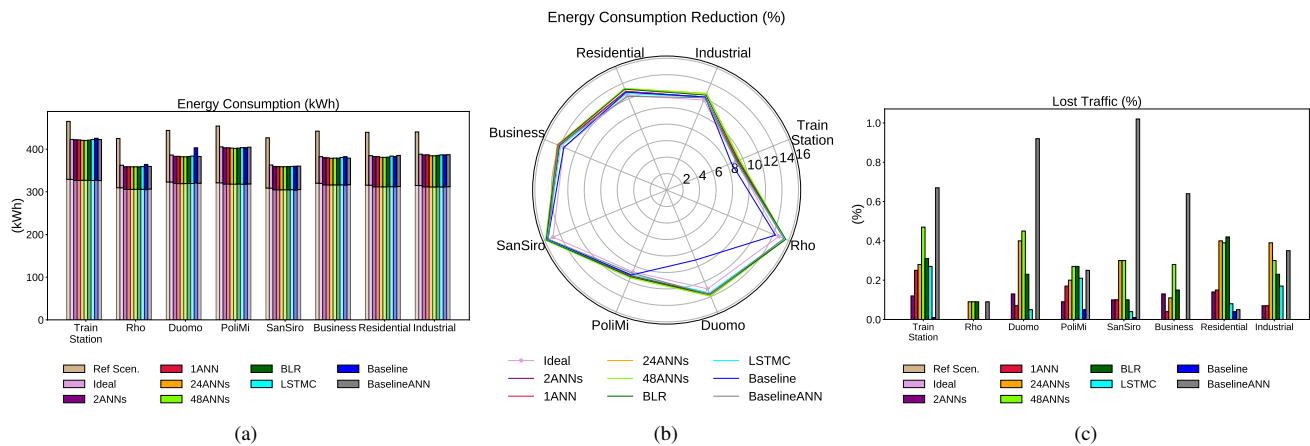 Energy Consumption (kWh)
(kWh)
400
300
200
100
0
Train
Station
Rho
Duomo
PoliMi
SanSiro
Business
Residential
Industrial
Ref Scen.
Ideal
2ANNs
1ANN
24ANNs
48ANNs
BLR
LSTMC
Baseline
BaselineANN
(a)
Energy Consumption Reduction (%)
Residential
Industrial
Business
Train
Station
2
4
6
8
10
12
14
16
SanSiro
Rho
PoliMi
Duomo
Ideal
2ANNs
1ANN
24ANNs
48ANNs
BLR
LSTMC
Baseline
BaselineANN
(b)
Lost Traffic (%)
(%)
1.0
0.8
0.6
0.4
0.2
0.0
Train
Station
Rho
Duomo
PoliMi
SanSiro
Business
Residential
Industrial
Ref Scen.
Ideal
2ANNs
1ANN
24ANNs
48ANNs
BLR
LSTMC
Baseline
BaselineANN
(c)